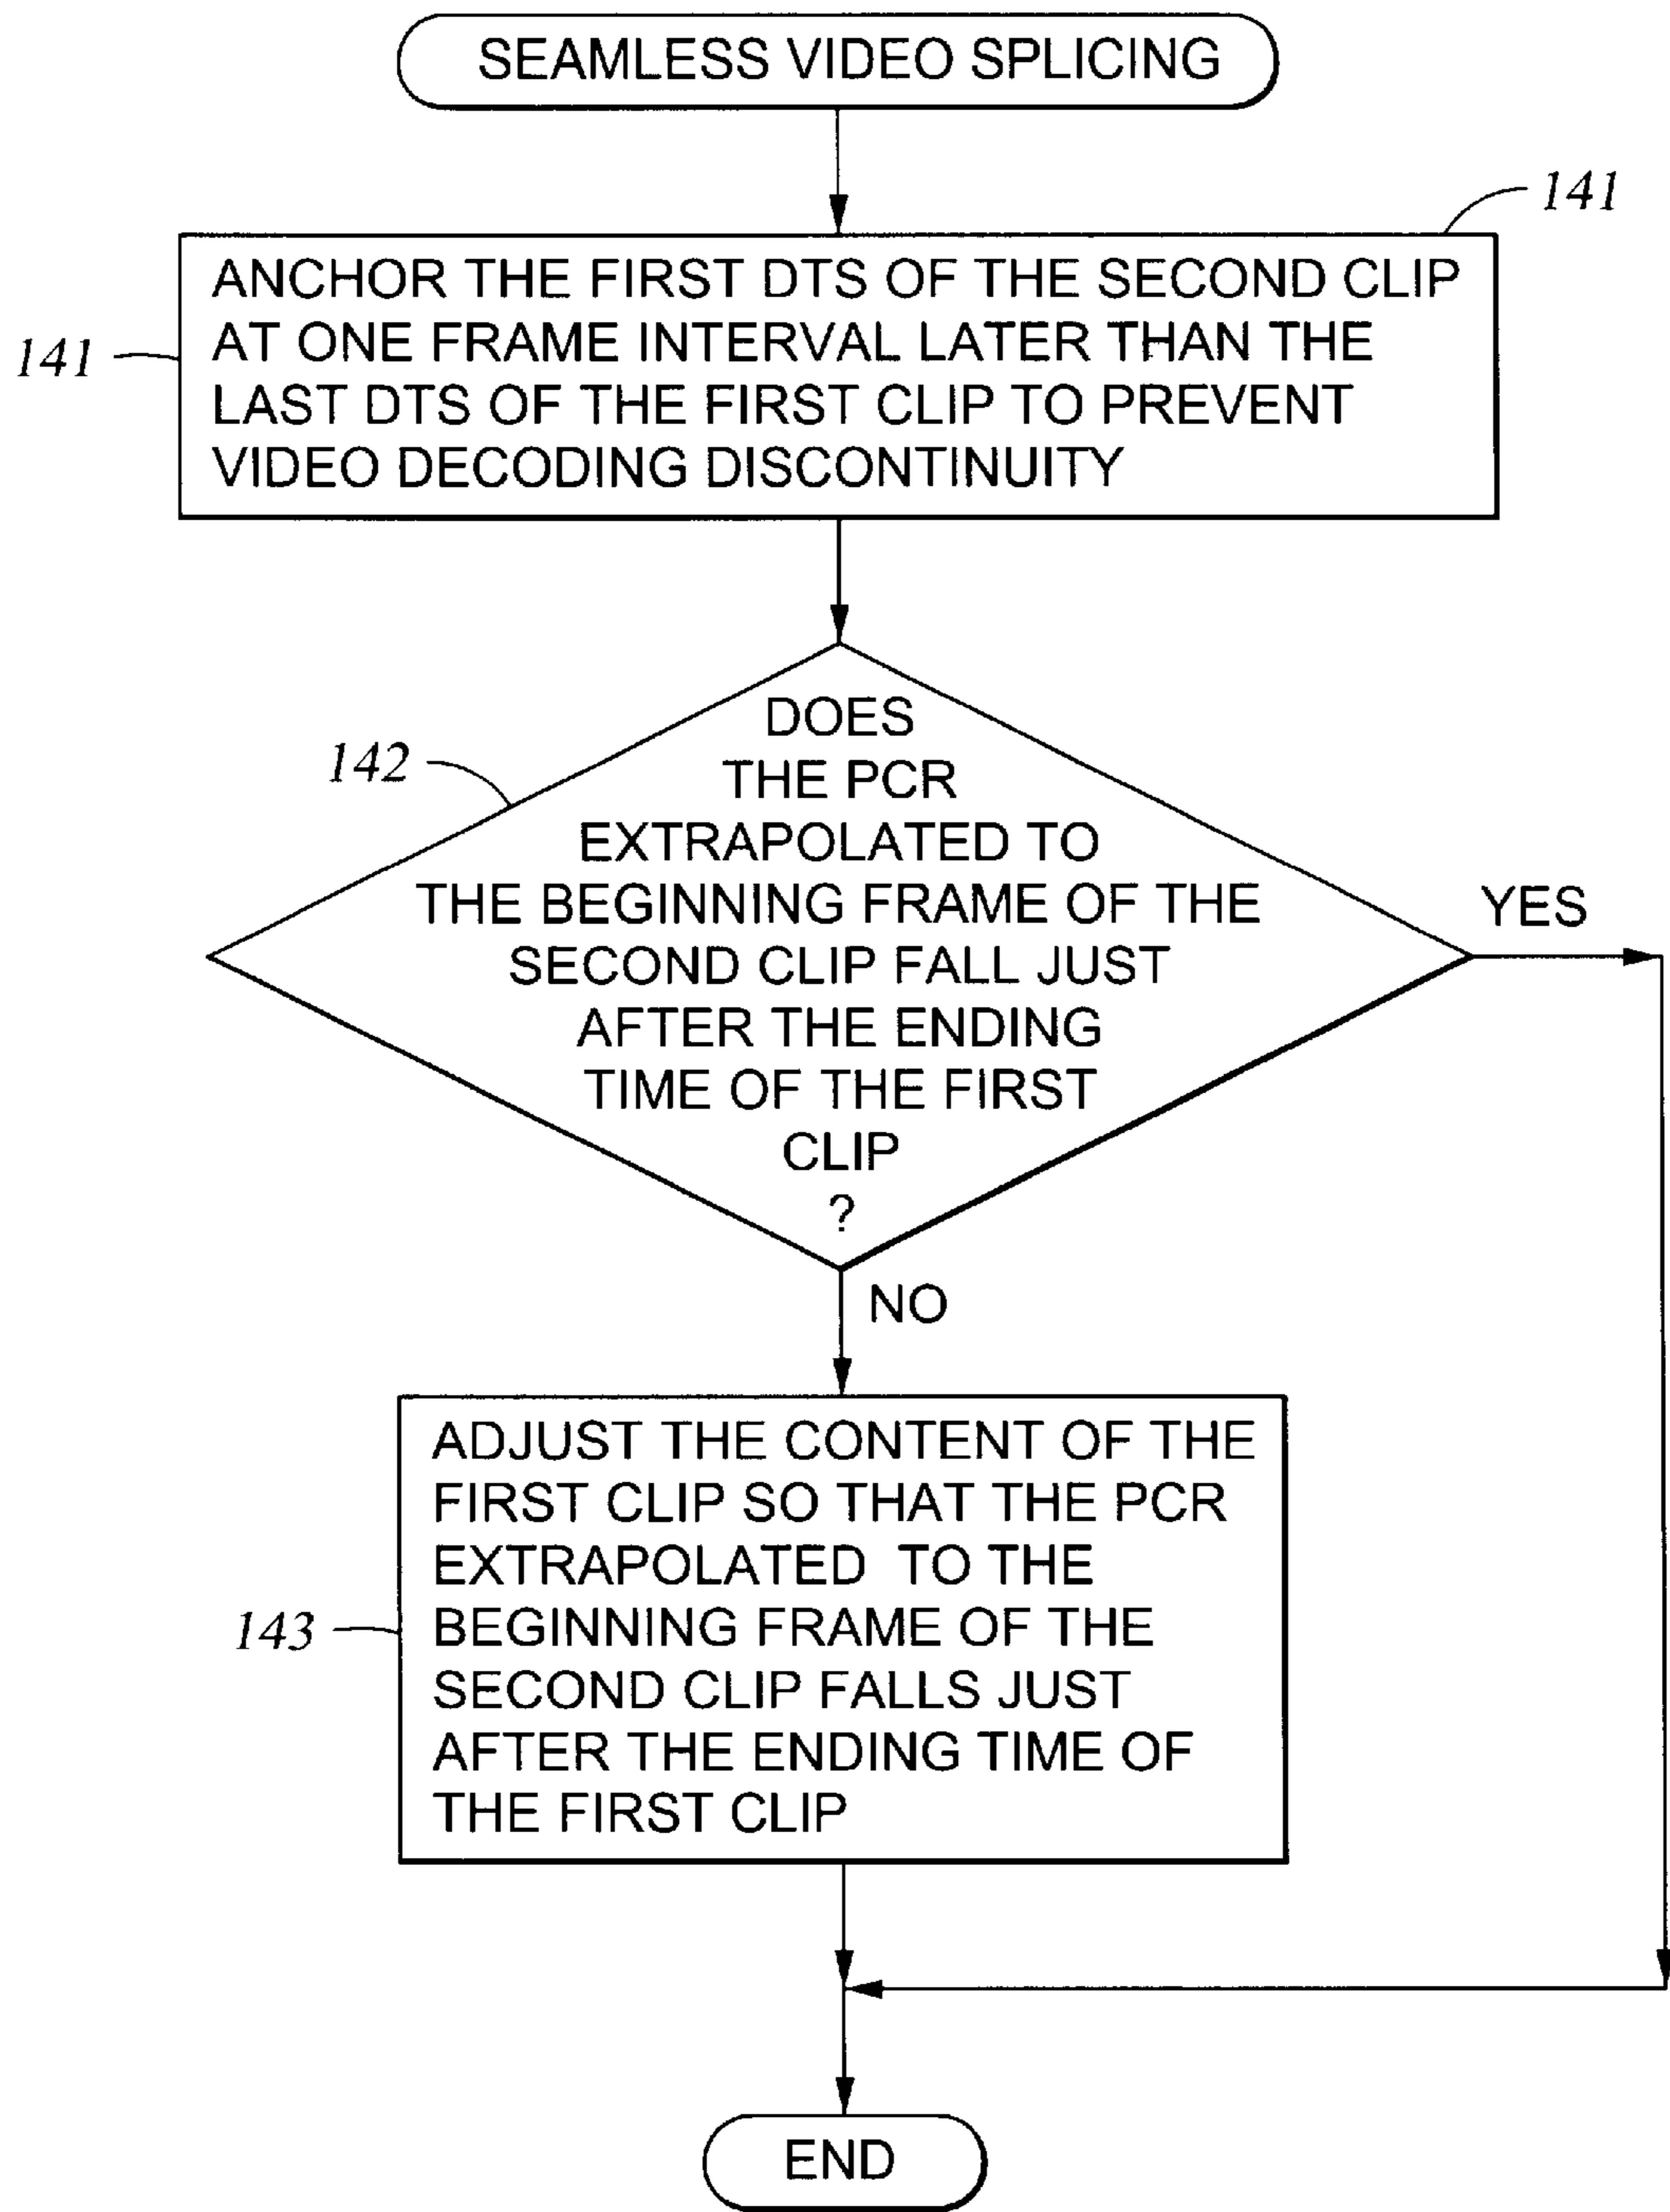 SEAMLESS VIDEO SPLICING
141
ANCHOR THE FIRST DTS OF THE SECOND CLIP
AT ONE FRAME INTERVAL LATER THAN THE
141
LAST DTS OF THE FIRST CLIP TO PREVENT
VIDEO DECODING DISCONTINUITY
DOES
142
THE PCR
EXTRAPOLATED TO
THE BEGINNING FRAME OF THE
YES
SECOND CLIP FALL JUST
AFTER THE ENDING
TIME OF THE FIRST
CLIP
?
NO
ADJUST THE CONTENT OF THE
FIRST CLIP SO THAT THE PCR
EXTRAPOLATED TO THE
143
BEGINNING FRAME OF THE
SECOND CLIP FALLS JUST
AFTER THE ENDING TIME OF
THE FIRST CLIP
END